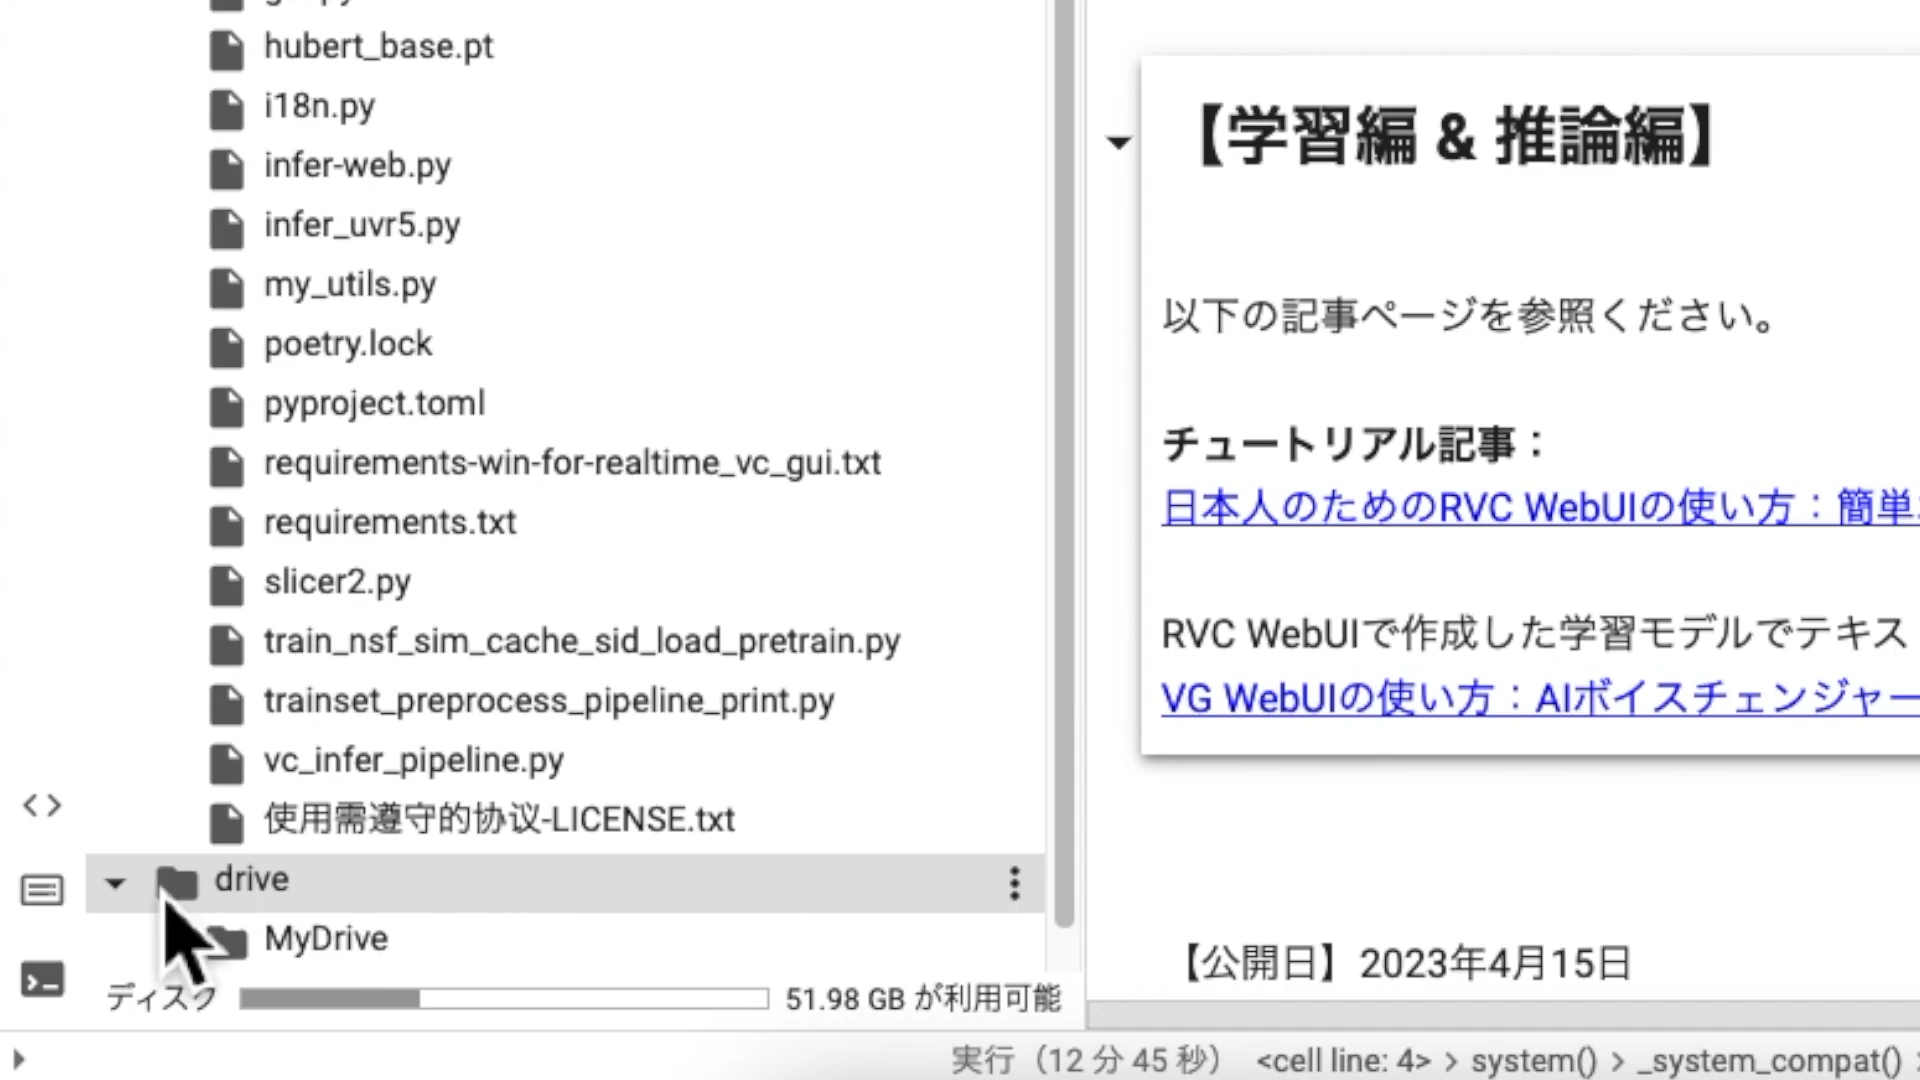 hubert_base.pt
i18n.py
infer-web.py
infer_uvr5.py
my_utils.py
poetry.lock
pyproject.toml
requirements-win-for-realtime_vc_gui.txt
requirements.txt
slicer2.py
train_nsf_sim_cache_sid_load_pretrain.py
trainset_preprocess_pipeline_print.py
vc_infer_pipeline.py
使用需遵守的协议-LICENSE.txt
drive
MyDrive
ディスク
51.98 GB が利用可能
【学習編 & 推論編】
以下の記事ページを参照ください。
チュートリアル記事：
日本人のためのRVC WebUIの使い方：簡単
RVC WebUIで作成した学習モデルでテキス
VG WebUIの使い方：AIボイスチェンジャー
【公開日】2023年4月15日
実行（12 分 45 秒） <cell line: 4> > system() > _system_compat()